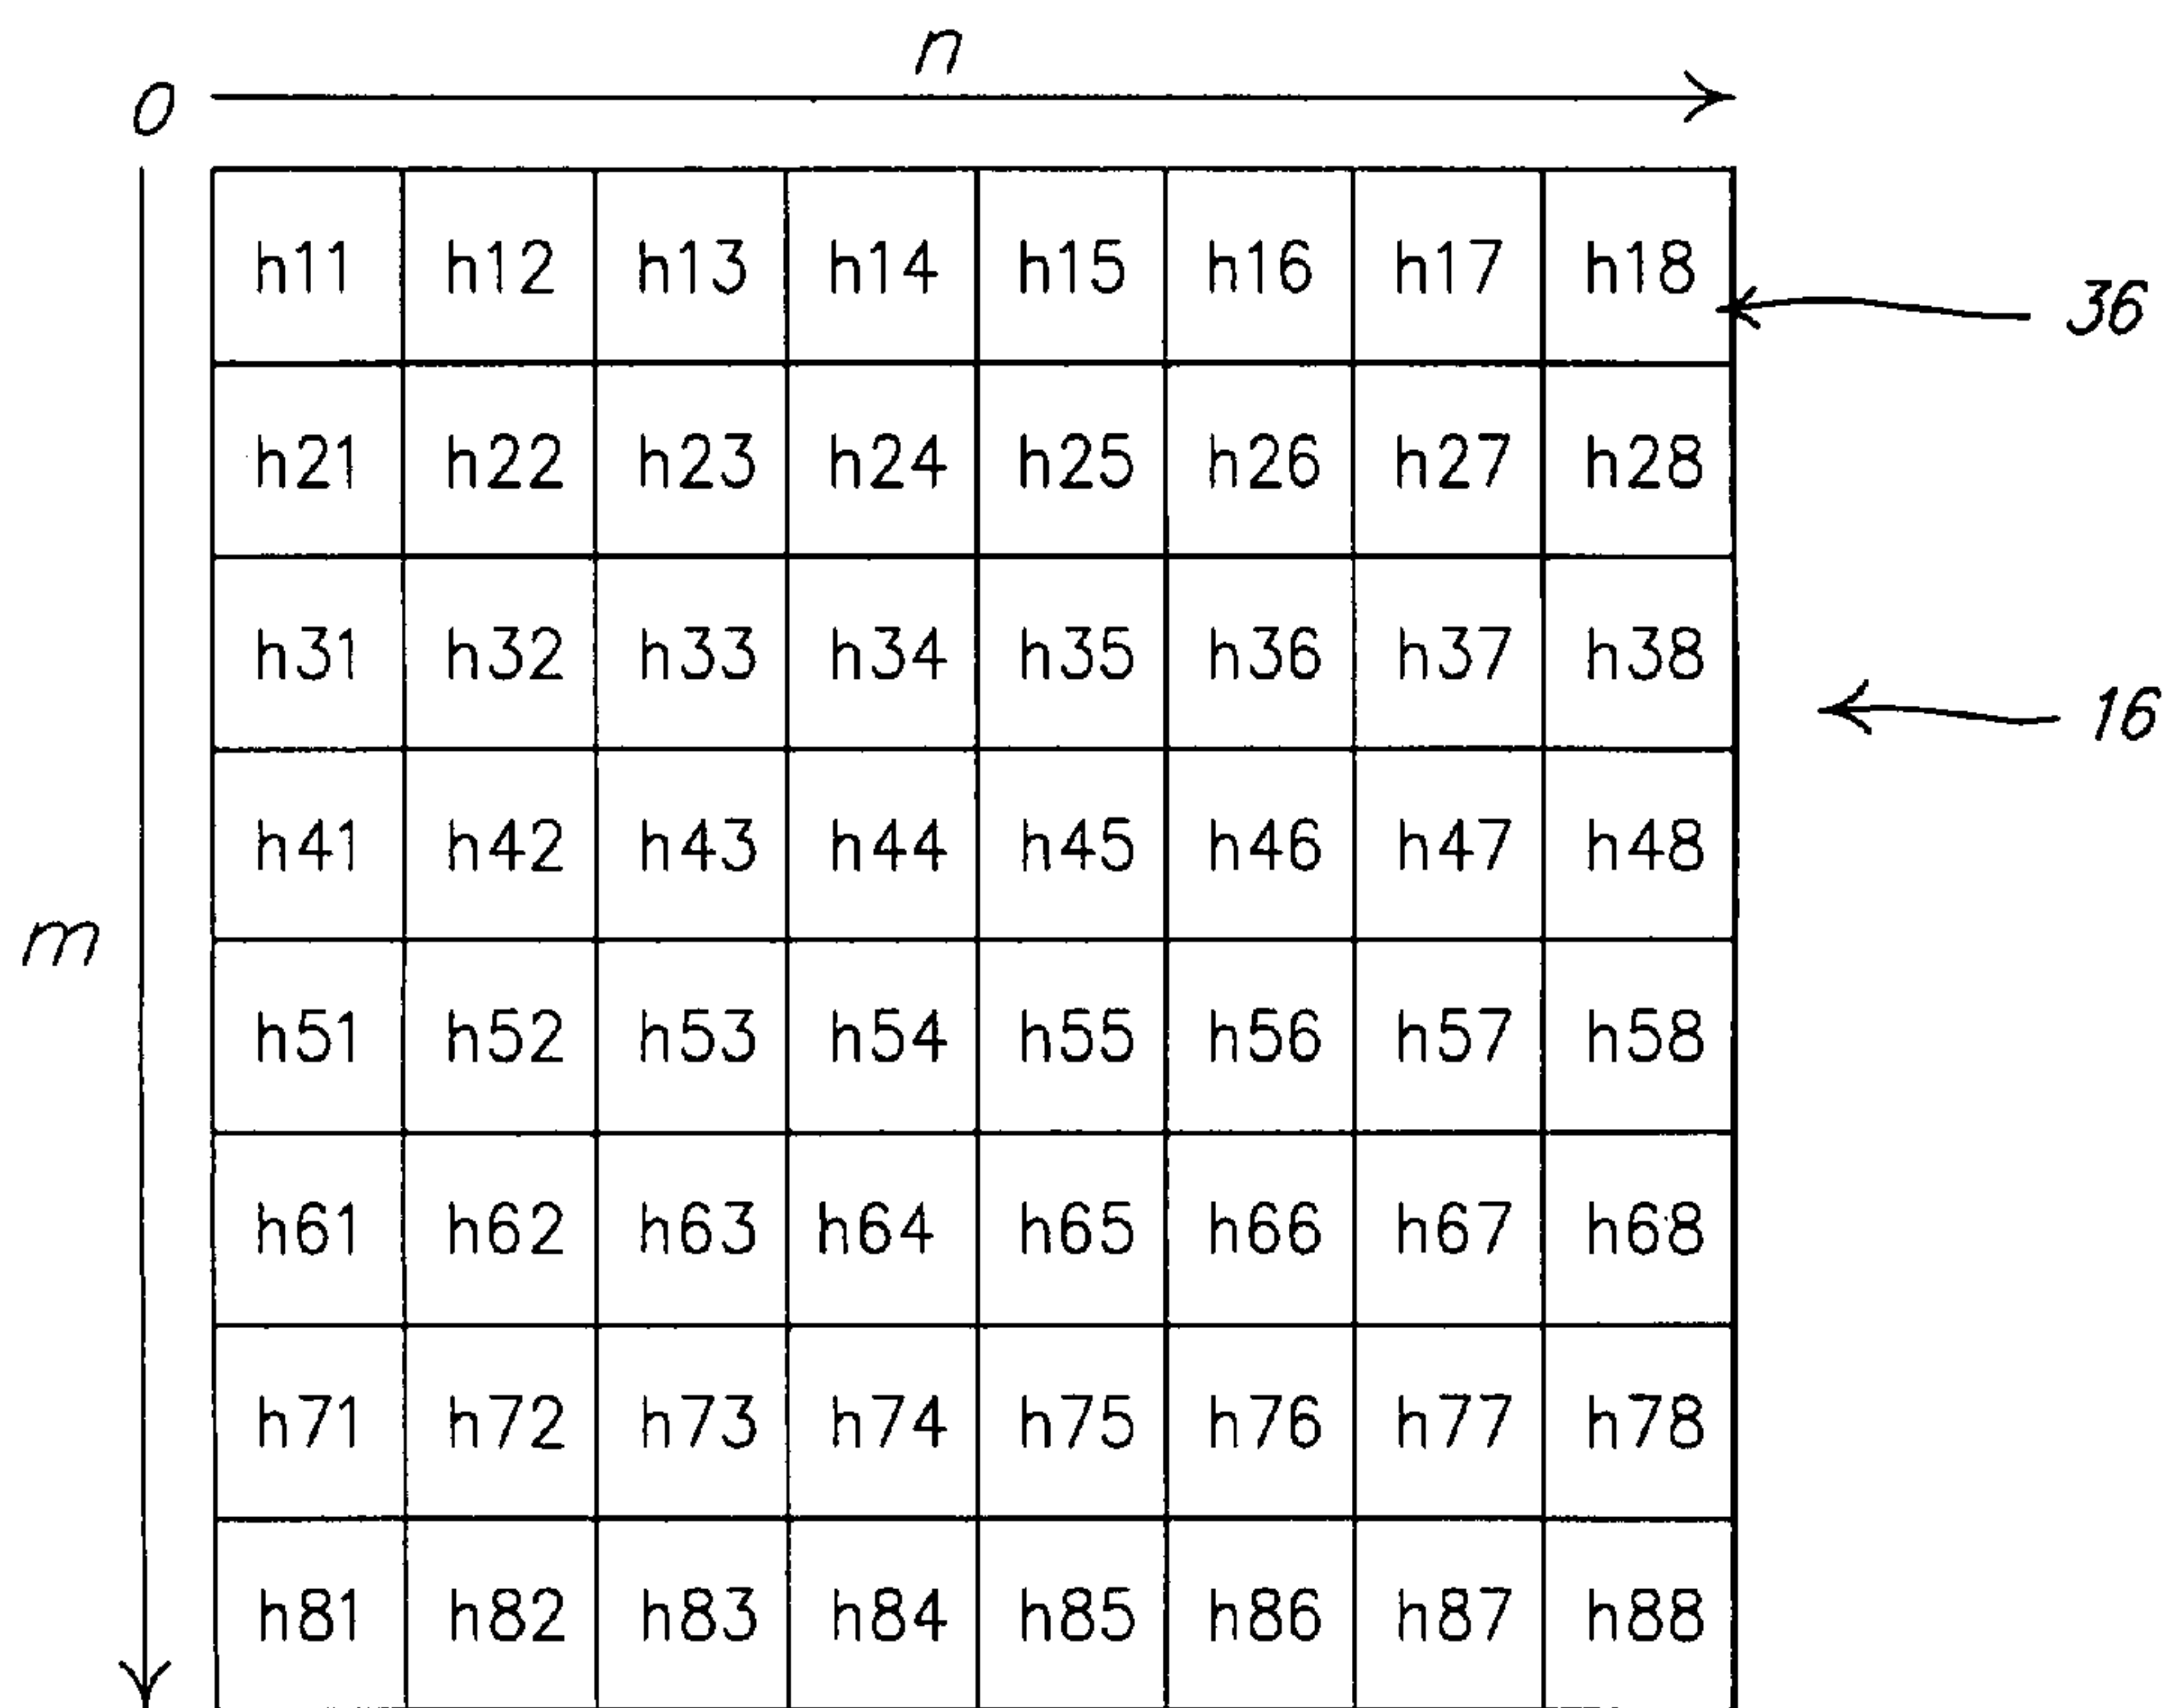 n
0
h11 h12 h13 h14 h15 h16 h17 h18
36
h21 h22 h23 h24 h25 h26 h27 h28
h31 h32 h33 h34 h35 h36 h37 h38
16
h41 h42 h43 h44 h45 h46 h47 h48
m
h51 h52 h53 h54 h55 h56 h57 h58
h61 h62 h63 h64 h65 h66 h67 h68
h71 h72 h73 h74 h75 h76 h77 h78
h81 h82 h83 h84 h85 h86 h87 h88